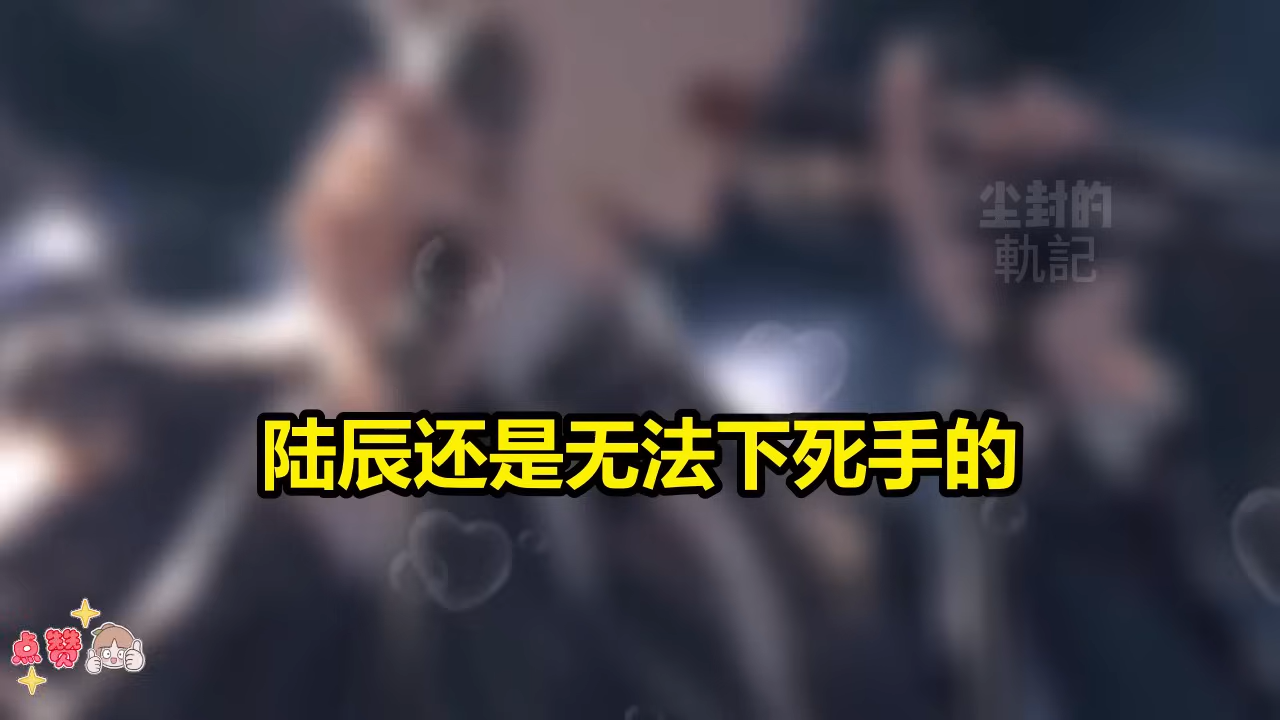 尘封的
軌記
陆辰还是无法下死手的
点赞